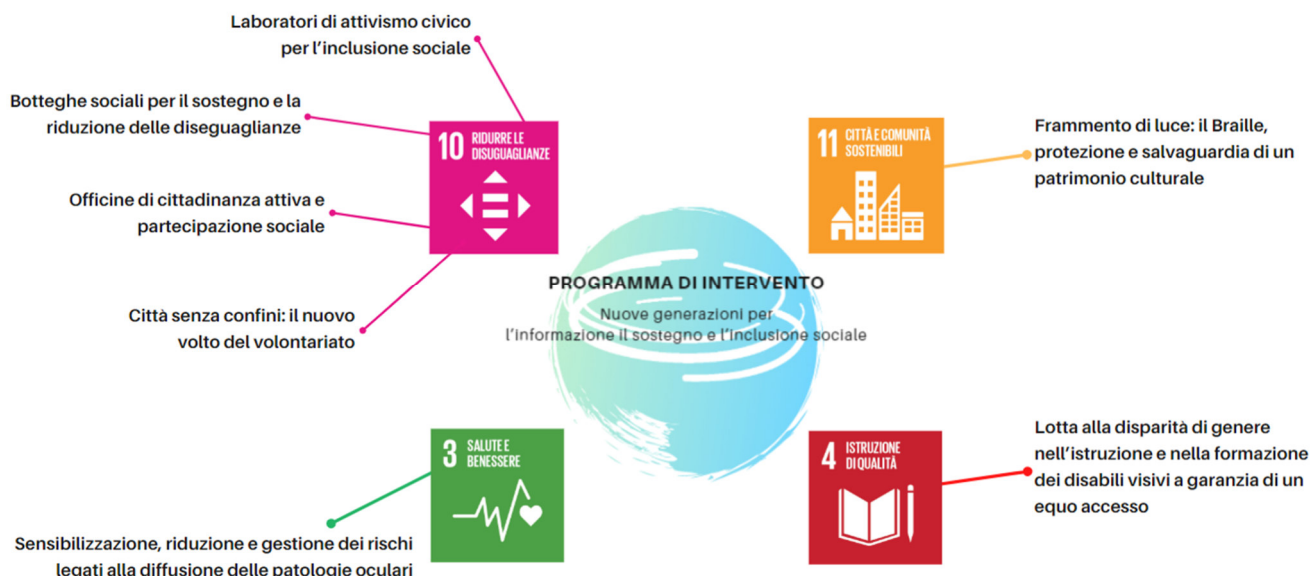 Laboratori di attivismo civico
per l'inclusione sociale
Botteghe sociali per il sostegno e la
riduzione delle diseguaglianze
Officine di cittadinanza attiva e
partecipazione sociale
Città senza confini: il nuovo
volto del volontariato
10 RIDURRE LE
DISUGUAGLIANZE
11 CITTÀ E COMUNITÀ
SOSTENIBILI
Frammento di luce: il Braille,
protezione e salvaguardia di un
patrimonio culturale
PROGRAMMA DI INTERVENTO
Nuove generazioni per
l'informazione il sostegno e l'inclusione sociale
3 SALUTE E
BENESSERE
Sensibilizzazione, riduzione e gestione dei rischi
legati alla diffusione delle patologie oculari
4 ISTRUZIONE
DI QUALITÀ
Lotta alla disparità di genere
nell'istruzione e nella formazione
dei disabili visivi a garanzia di un
equo accesso